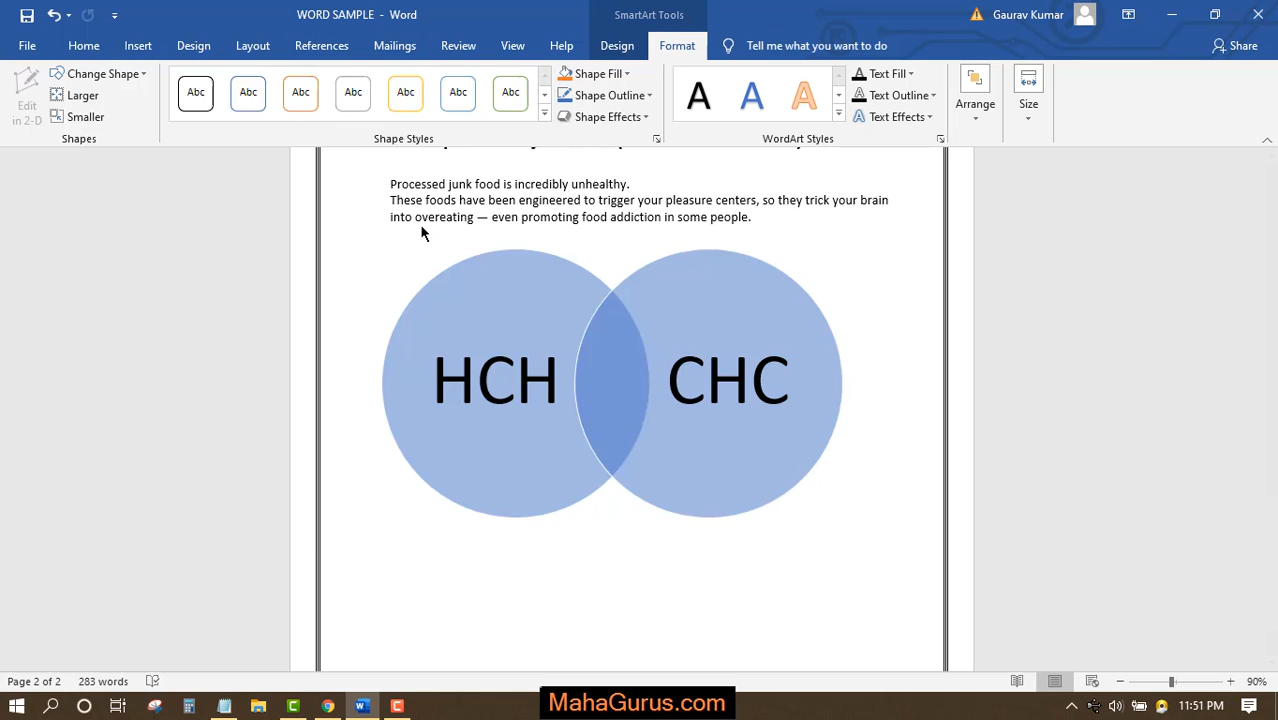 WORD SAMPLE - Word
SmartArt Tools
Gaurav Kumar
File
Home
Insert
Design
Layout
References
Mailings
Review
View
Help
Design
Format
Tell me what you want to do
Share
Edit
in 2-D
Change Shape
Larger
Smaller
Shapes
Abc
Abc
Abc
Abc
Abc
Abc
Abc
Shape Fill
Shape Outline
Shape Effects
Shape Styles
A
A
A
Text Fill
Text Outline
Text Effects
WordArt Styles
Arrange
Size
Processed junk food is incredibly unhealthy.
These foods have been engineered to trigger your pleasure centers, so they trick your brain
into overeating — even promoting food addiction in some people.
HCH
CHC
Page 2 of 2
283 words
90%
MahaGurus.com
11:51 PM